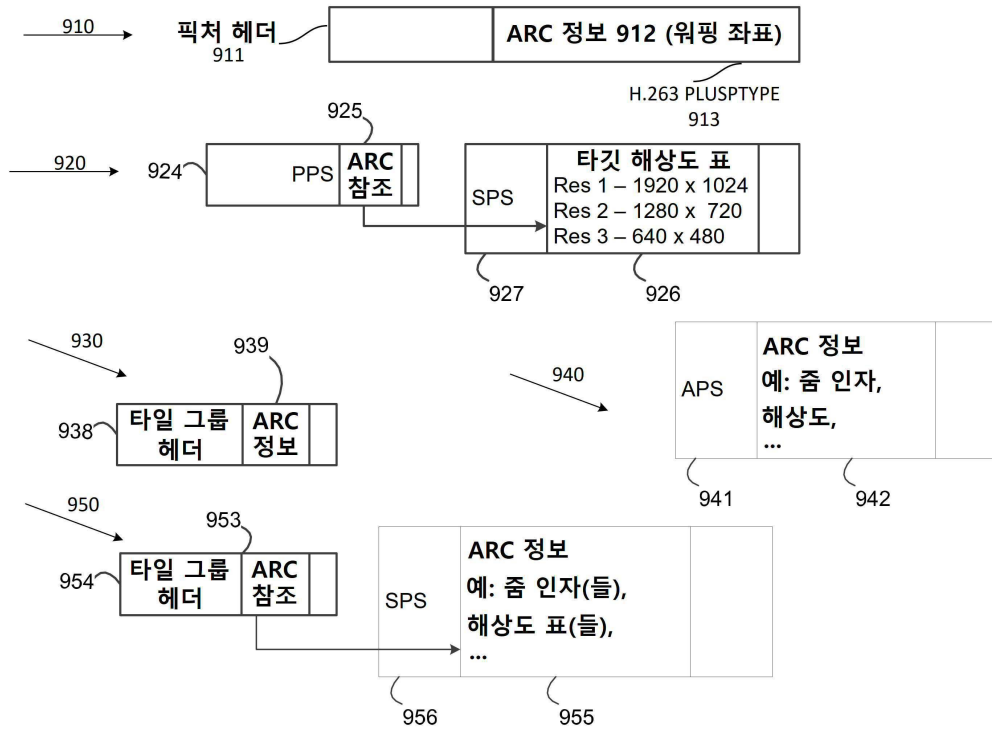 910
픽처 헤더
911
ARC 정보 912 (워핑 좌표)
H.263 PLUSPTYPE
913
920
924
PPS
925
ARC
참조
SPS
타깃 해상도 표
Res 1 – 1920 x 1024
Res 2 – 1280 x 720
Res 3 – 640 x 480
927
926
930
939
938
타일 그룹
헤더
ARC
정보
940
APS
ARC 정보
예: 줌 인자,
해상도,
...
941
942
950
953
954
타일 그룹
헤더
ARC
참조
SPS
ARC 정보
예: 줌 인자(들),
해상도 표(들),
...
956
955